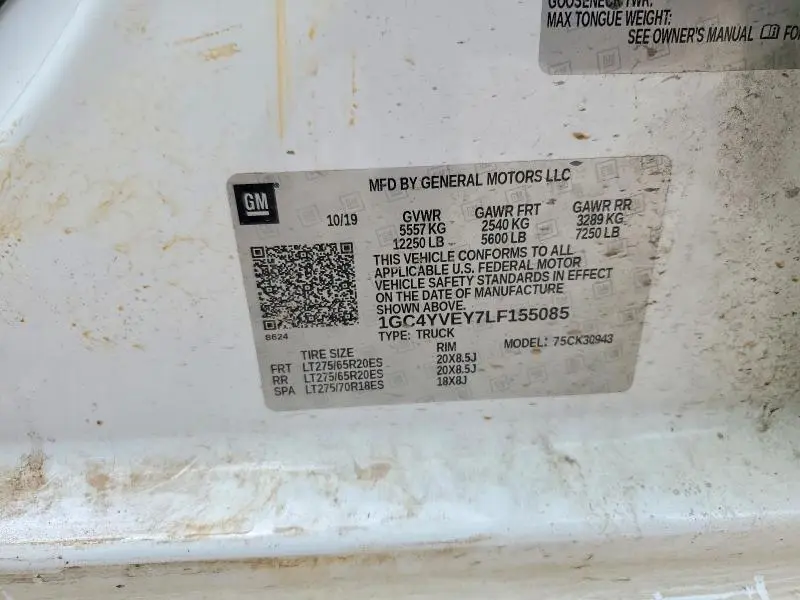 GOOSENECK TWR:
MAX TONGUE WEIGHT:
SEE OWNER'S MANUAL FO
MFD BY GENERAL MOTORS LLC
GM
10/19 GVWR GAWR FRT GAWR RR
5557 KG 2540 KG 3289 KG
12250 LB 5600 LB 7250 LB
THIS VEHICLE CONFORMS TO ALL
APPLICABLE U.S. FEDERAL MOTOR
VEHICLE SAFETY STANDARDS IN EFFECT
ON THE DATE OF MANUFACTURE
SHOWN ABOVE.
1GC4YVEY7LF155085
8624
TYPE: TRUCK MODEL: 75CK30943
TIRE SIZE RIM
FRT LT275/65R20ES 20X8.5J
RR LT275/65R20ES 20X8.5J
SPA LT275/70R18ES 18X8J